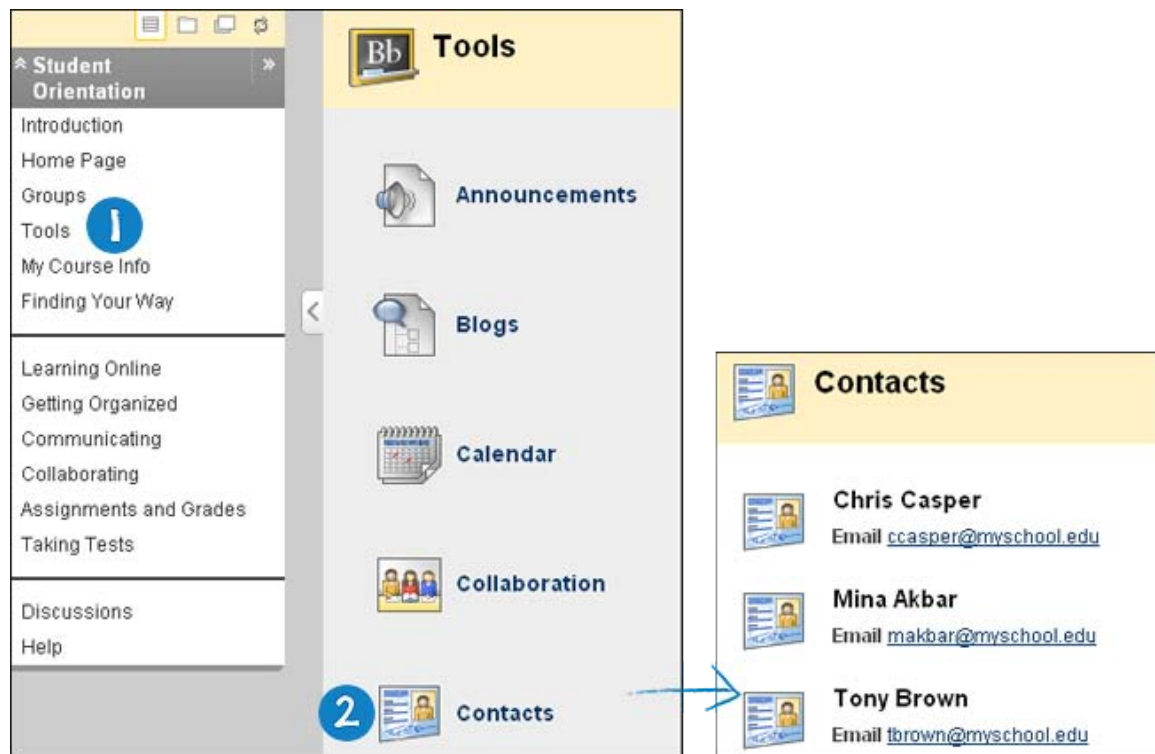 Student
Orientation
Introduction
Home Page
Groups
Tools
1
My Course Info
Finding Your Way
Learning Online
Getting Organized
Communicating
Collaborating
Assignments and Grades
Taking Tests
Discussions
Help
Bb
Tools
Announcements
Blogs
Calendar
Collaboration
2
Contacts
Contacts
Chris Casper
Email ccasper@myschool.edu
Mina Akbar
Email makbar@myschool.edu
Tony Brown
Email tbrown@myschool.edu